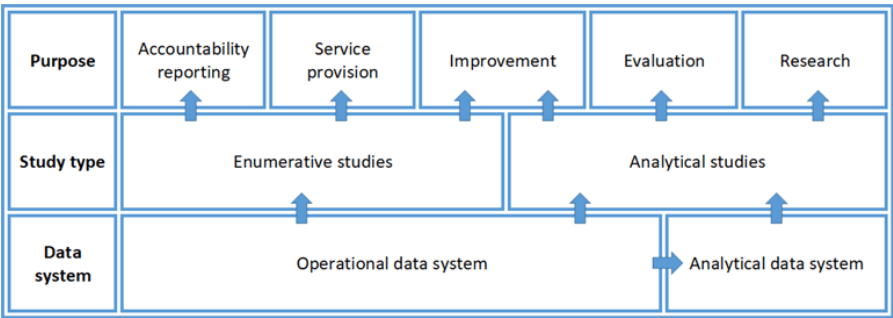 Purpose
Accountability
reporting
Service
provision
Improvement
Evaluation
Research
Study type
Enumerative studies
Analytical studies
Data
system
Operational data system
Analytical data system